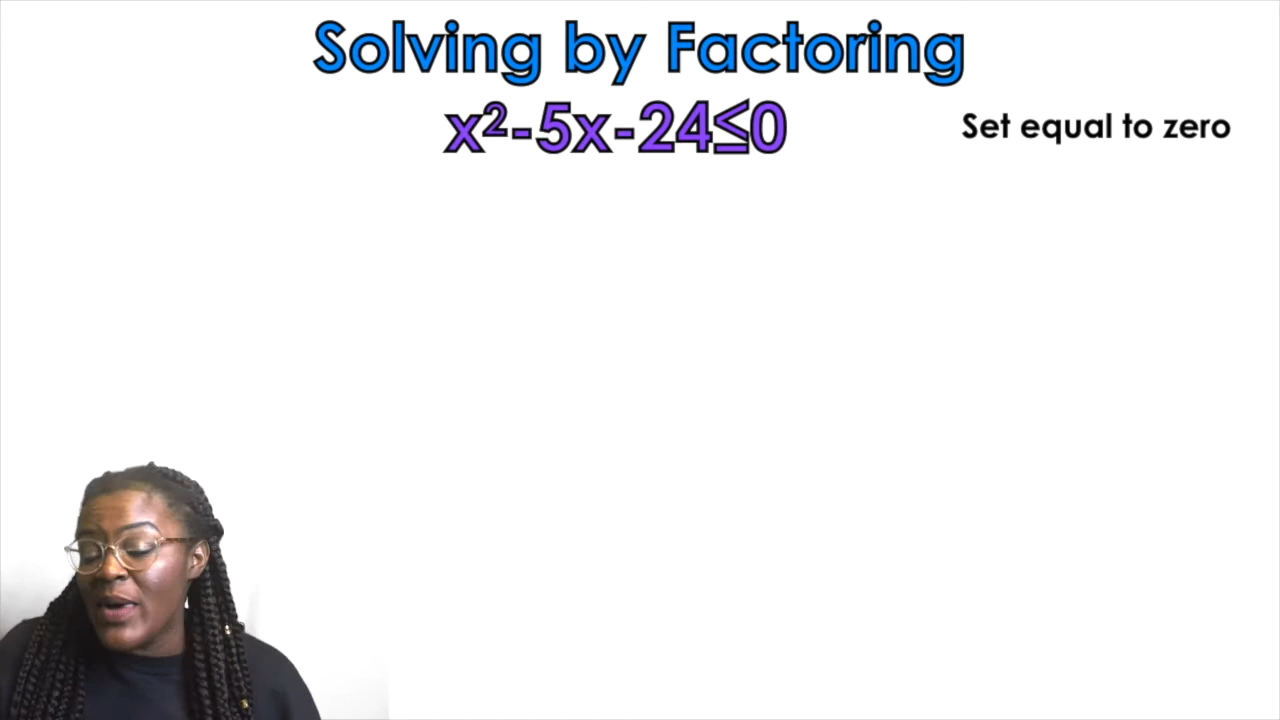 Solving by Factoring
x²-5x-24≤0
Set equal to zero